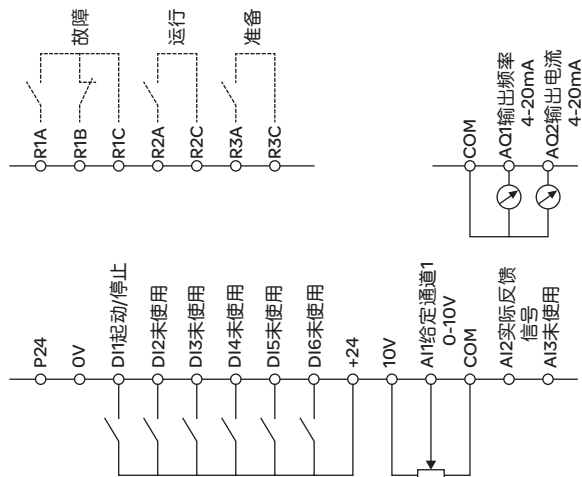 故障
运行
准备
R1A
R1B
R1C
R2A
R2C
R3A
R3C
COM
AQ1输出频率
4-20mA
AQ2输出电流
4-20mA
P24
0V
DI1起动/停止
DI2未使用
DI3未使用
DI4未使用
DI5未使用
DI6未使用
+24
10V
AI1给定通道1
0-10V
COM
AI2实际反馈
信号
AI3未使用